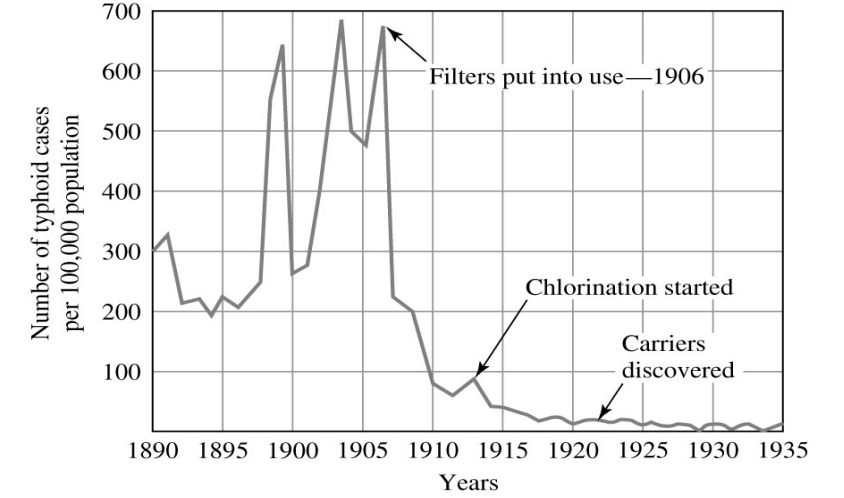 700
600
500
400
300
200
100
Number of typhoid cases
per 100,000 population
Filters put into use—1906
Chlorination started
Carriers
discovered
1890 1895 1900 1905 1910 1915 1920 1925 1930 1935
Years